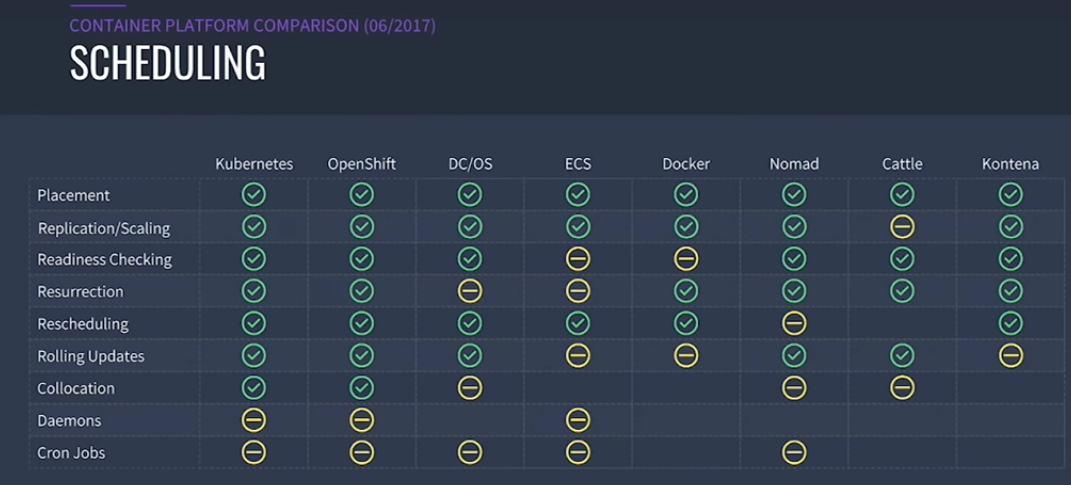 CONTAINER PLATFORM COMPARISON (06/2017)
SCHEDULING
Kubernetes OpenShift DC/OS ECS Docker Nomad Cattle Kontena
Placement
Replication/Scaling
Readiness Checking
Resurrection
Rescheduling
Rolling Updates
Collocation
Daemons
Cron Jobs